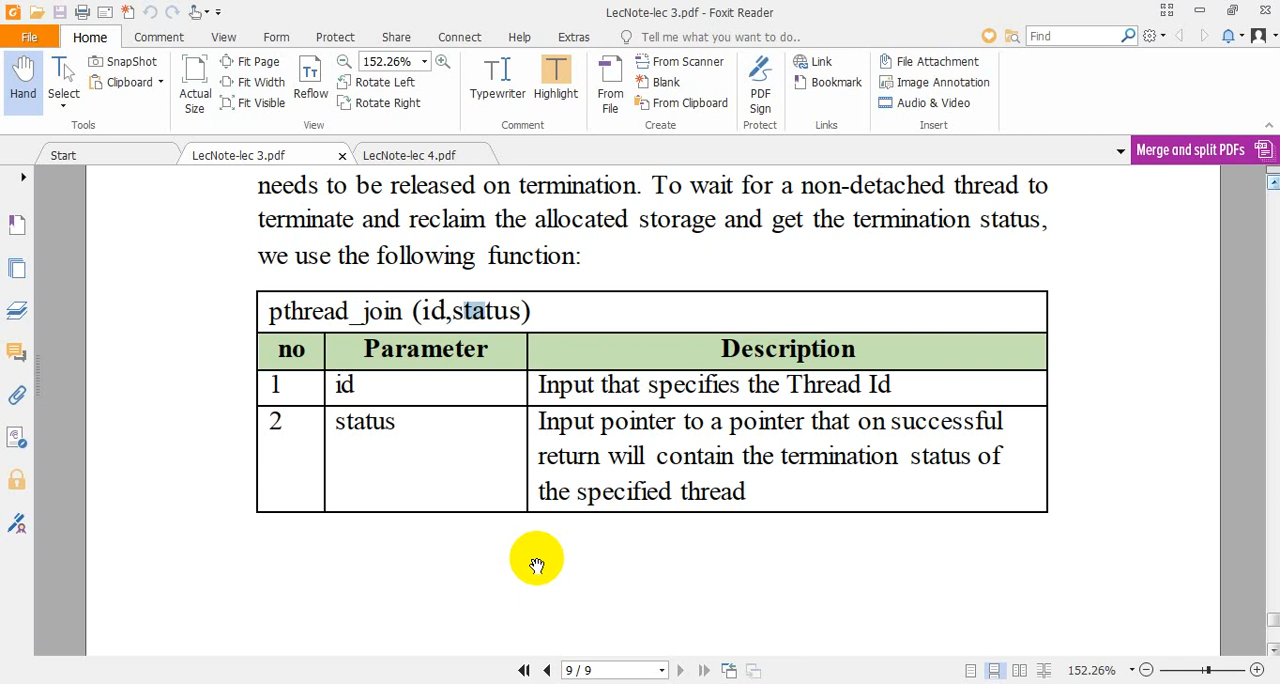 LecNote-lec 3.pdf - Foxit Reader
File Home Comment View Form Protect Share Connect Help Extras Tell me what you want to do.. Find
Hand
Select
SnapShot
Clipboard
Tools
Actual Size
Fit Page
Fit Width
Fit Visible
Reflow
152.26%
Rotate Left
Rotate Right
View
Typewriter
Highlight
Comment
From File
From Scanner
Blank
From Clipboard
Create
PDF Sign
Protect
Link
Bookmark
Links
File Attachment
Image Annotation
Audio & Video
Insert
Start LecNote-lec 3.pdf LecNote-lec 4.pdf Merge and split PDFs
needs to be released on termination. To wait for a non-detached thread to
terminate and reclaim the allocated storage and get the termination status,
we use the following function:
pthread_join (id,status)
no Parameter Description
1 id Input that specifies the Thread Id
2 status Input pointer to a pointer that on successful
return will contain the termination status of
the specified thread
9 / 9 152.26%